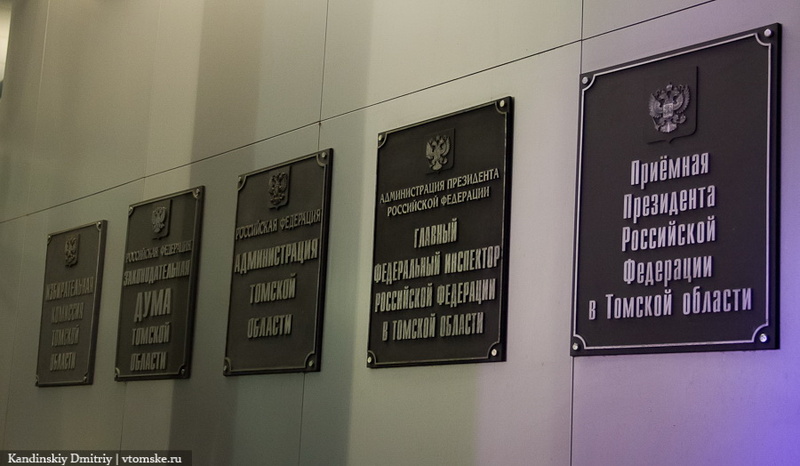 ИЗБИРАТЕЛЬНАЯ
КОМИССИЯ
ТОМСКОЙ
ОБЛАСТИ
РОССИЙСКАЯ ФЕДЕРАЦИЯ
ЗАКОНОДАТЕЛЬНАЯ
ДУМА
ТОМСКОЙ
ОБЛАСТИ
РОССИЙСКАЯ ФЕДЕРАЦИЯ
АДМИНИСТРАЦИЯ
ТОМСКОЙ
ОБЛАСТИ
АДМИНИСТРАЦИЯ ПРЕЗИДЕНТА
РОССИЙСКОЙ ФЕДЕРАЦИИ
ГЛАВНЫЙ
ФЕДЕРАЛЬНЫЙ ИНСПЕКТОР
РОССИЙСКОЙ ФЕДЕРАЦИИ
В ТОМСКОЙ ОБЛАСТИ
Приёмная
Президента
Российской
Федерации
в Томской области
Kandinskiy Dmitriy | vtomske.ru